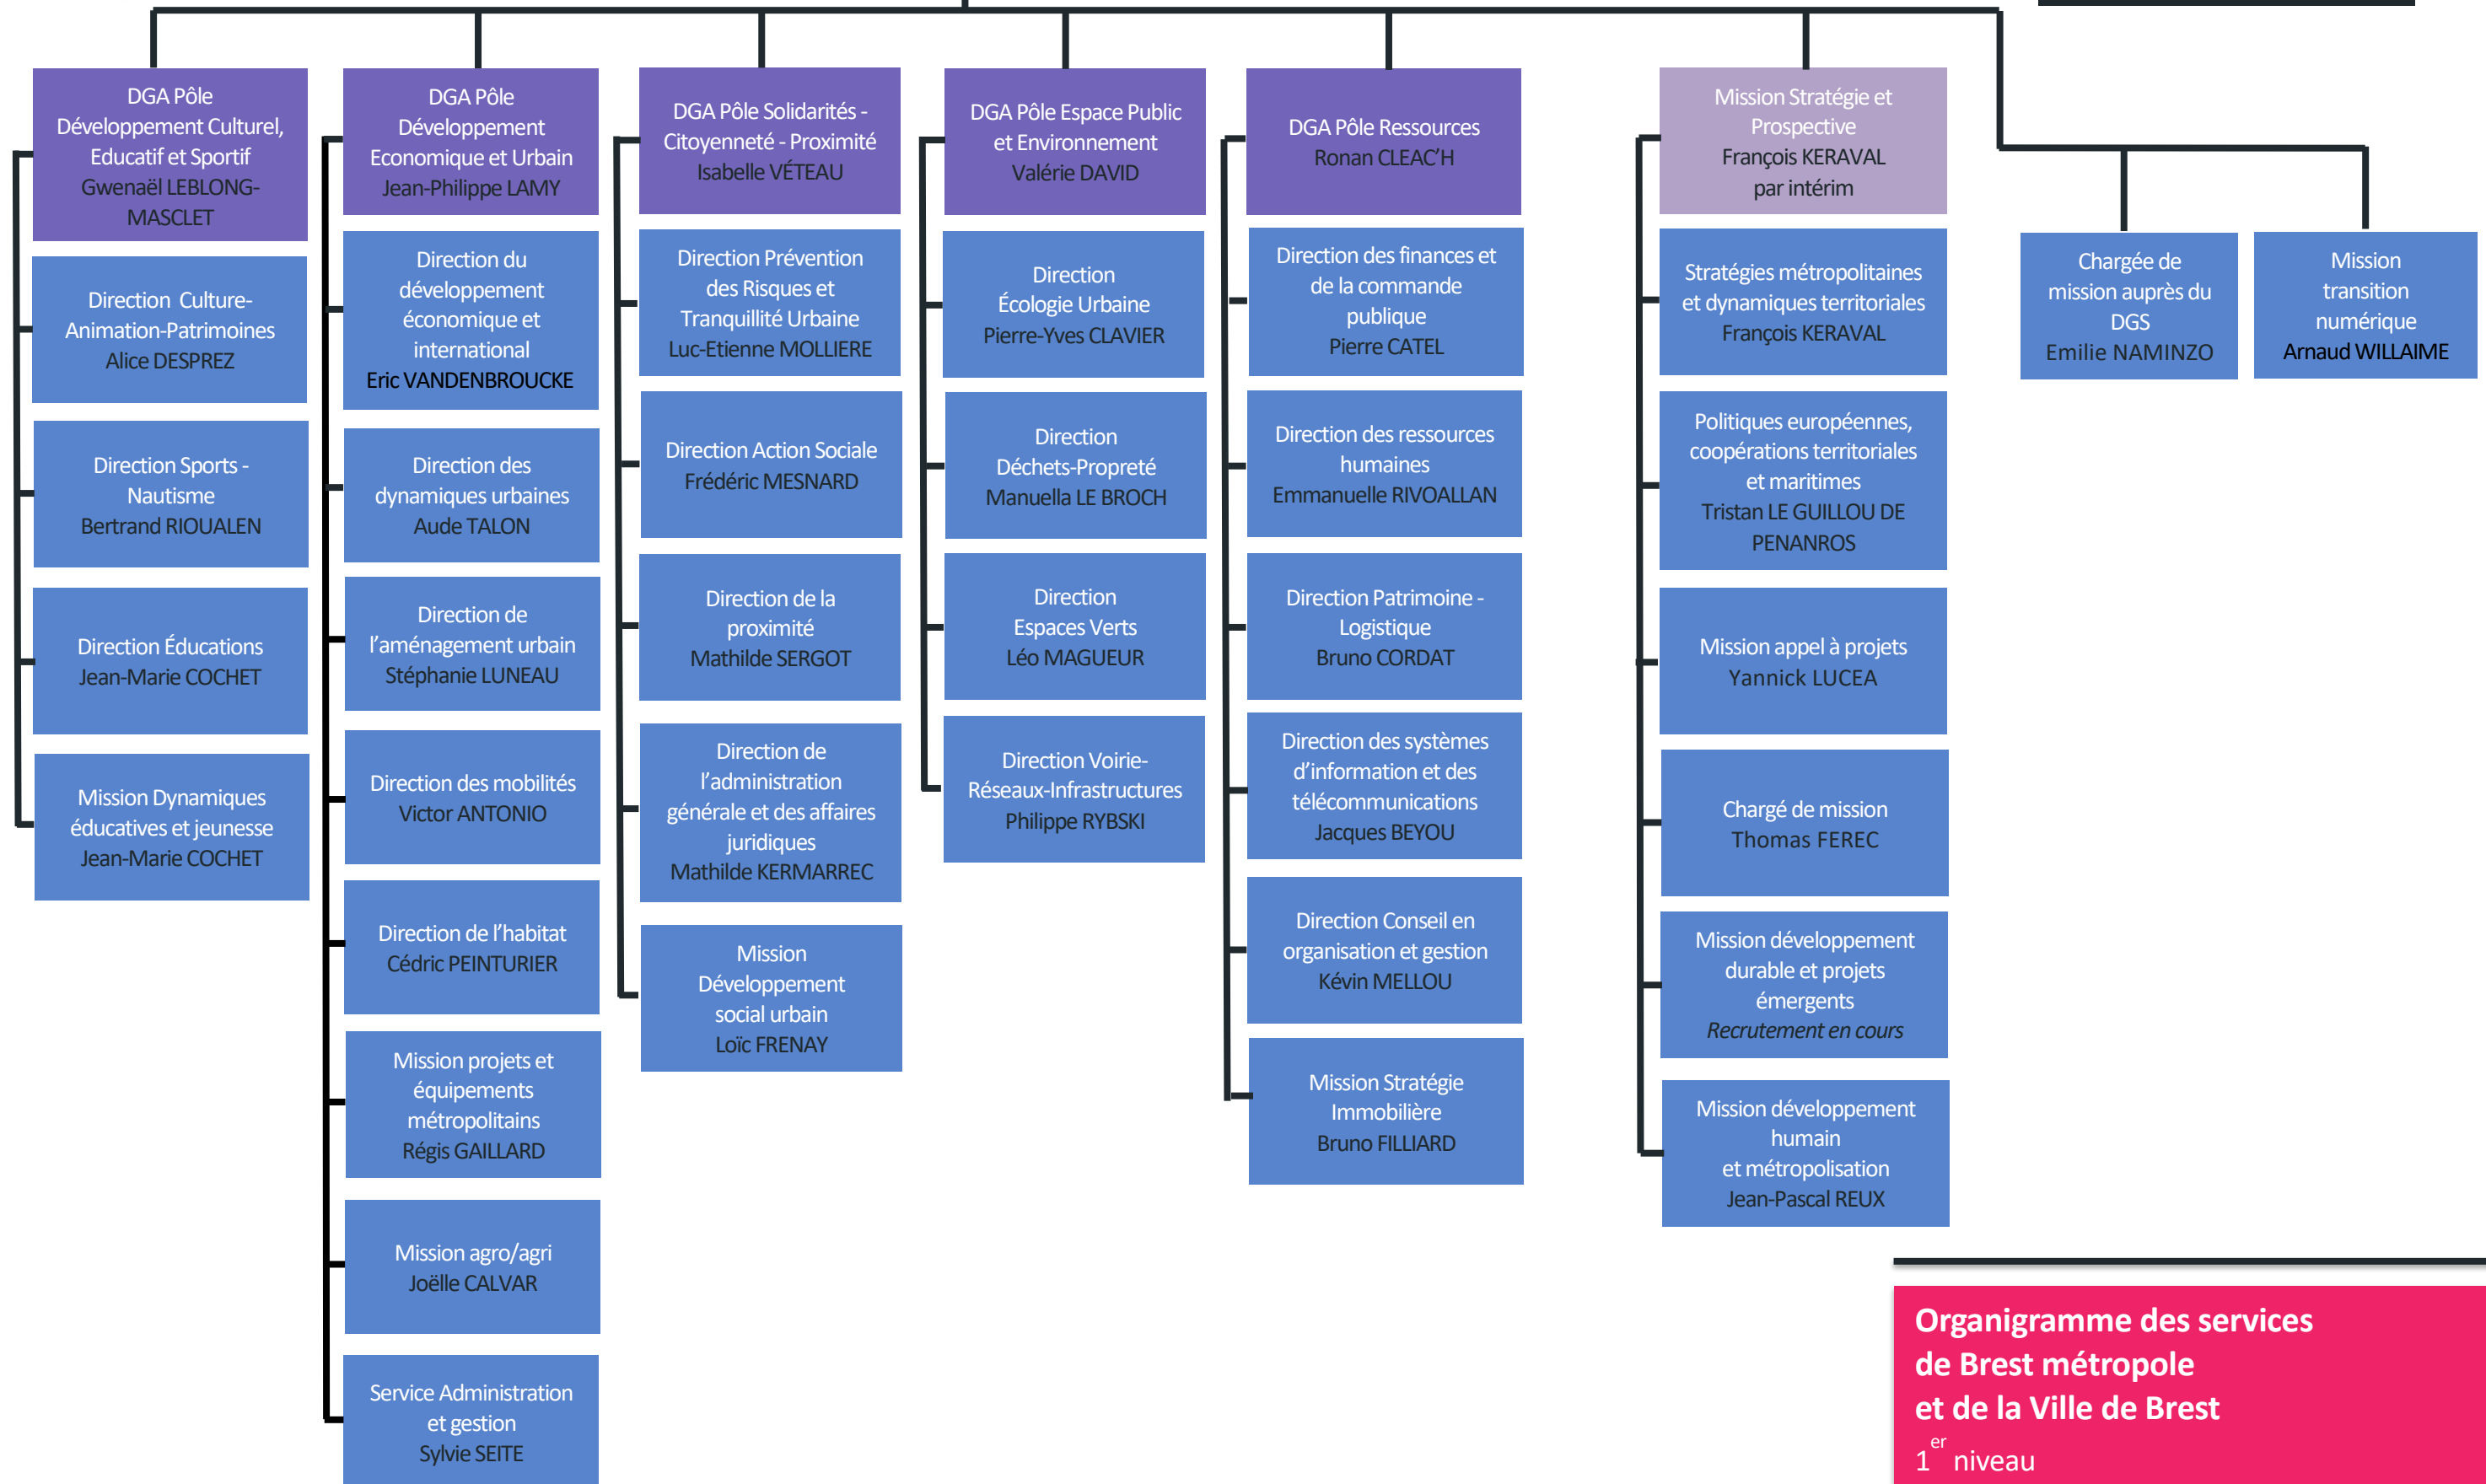 DGA Pôle
Développement Culturel,
Educatif et Sportif
Gwenaël LEBLONG-
MASCLET
Direction Culture-
Animation-Patrimoines
Alice DESPREZ
Direction Sports -
Nautisme
Bertrand RIOUALEN
Direction Éducations
Jean-Marie COCHET
Mission Dynamiques
éducatives et jeunesse
Jean-Marie COCHET
DGA Pôle
Développement
Economique et Urbain
Jean-Philippe LAMY
Direction du
développement
économique et
international
Eric VANDENBROUCKE
Direction des
dynamiques urbaines
Aude TALON
Direction de
l’aménagement urbain
Stéphanie LUNEAU
Direction des mobilités
Victor ANTONIO
Direction de l’habitat
Cédric PEINTURIER
Mission projets et
équipements
métropolitains
Régis GAILLARD
Mission agro/agri
Joëlle CALVAR
Service Administration
et gestion
Sylvie SEITE
DGA Pôle Solidarités -
Citoyenneté - Proximité
Isabelle VÉTEAU
Direction Prévention
des Risques et
Tranquillité Urbaine
Luc-Etienne MOLLIERE
Direction Action Sociale
Frédéric MESNARD
Direction de la
proximité
Mathilde SERGOT
Direction de
l’administration
générale et des affaires
juridiques
Mathilde KERMARREC
Mission
Développement
social urbain
Loïc FRENAY
DGA Pôle Espace Public
et Environnement
Valérie DAVID
Direction
Écologie Urbaine
Pierre-Yves CLAVIER
Direction
Déchets-Propreté
Manuella LE BROCH
Direction
Espaces Verts
Léo MAGUEUR
Direction Voirie-
Réseaux-Infrastructures
Philippe RYBSKI
DGA Pôle Ressources
Ronan CLEAC’H
Direction des finances et
de la commande
publique
Pierre CATEL
Direction des ressources
humaines
Emmanuelle RIVOALLAN
Direction Patrimoine -
Logistique
Bruno CORDAT
Direction des systèmes
d’information et des
télécommunications
Jacques BEYOU
Direction Conseil en
organisation et gestion
Kévin MELLOU
Mission Stratégie
Immobilière
Bruno FILLIARD
Mission Stratégie et
Prospective
François KERAVAL
par intérim
Stratégies métropolitaines
et dynamiques territoriales
François KERAVAL
Politiques européennes,
coopérations territoriales
et maritimes
Tristan LE GUILLOU DE
PENANROS
Mission appel à projets
Yannick LUCEA
Chargé de mission
Thomas FEREC
Mission développement
durable et projets
émergents
Recrutement en cours
Mission développement
humain
et métropolisation
Jean-Pascal REUX
Chargée de
mission auprès du
DGS
Emilie NAMINZO
Mission
transition
numérique
Arnaud WILLAIME
Organigramme des services
de Brest métropole
et de la Ville de Brest
1er niveau